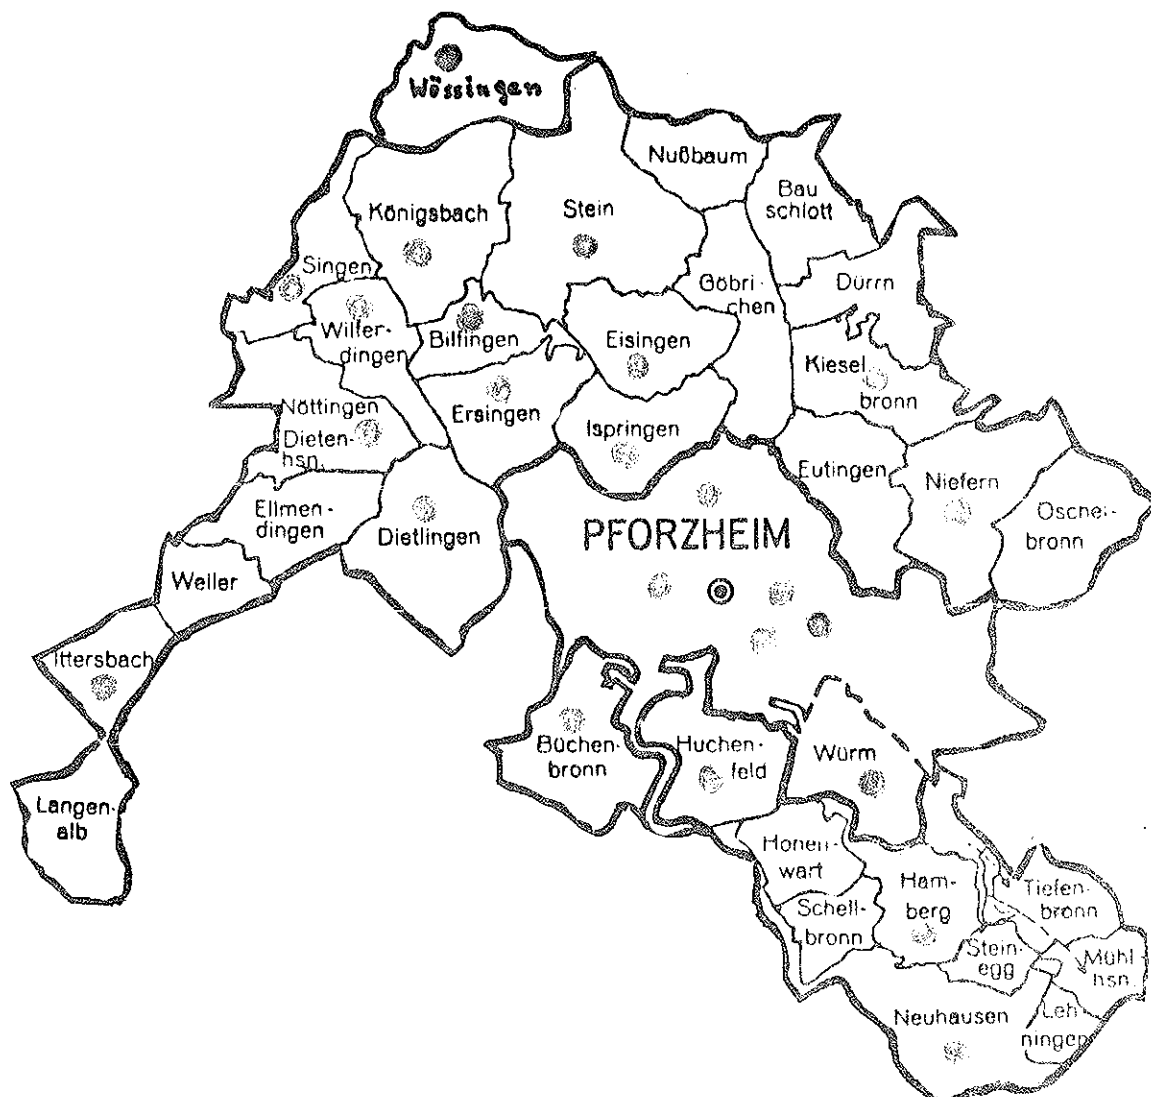 Wössingen
Nußbaum
Bau
schlott
Königsbach
Stein
Singen
Göbri-
chen
Dürrn
Wilfer-
dingen
Bilfingen
Eisingen
Kiesel
bronn
Nöttingen
Dieten-
hsn.
Ersingen
Ispringen
Eutingen
Niefern
Öschel-
bronn
Ellmen-
dingen
Dietlingen
PFORZHEIM
Weiler
Ittersbach
Langen-
alb
Büchen-
bronn
Huchen-
feld
Würm
Hohen-
wart
Schell-
bronn
Ham-
berg
Tiefen-
bronn
Stein-
egg
Mühl
hsn.
Neuhausen
Leh
ningen